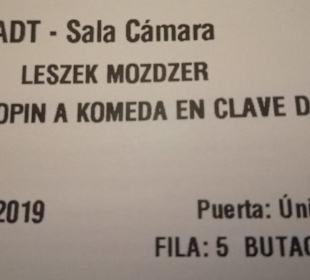 ADT - Sala Cámara
LESZEK MOZDZER
OPIN A KOMEDA EN CLAVE D
2019
Puerta: Úni
FILA: 5 BUTAC